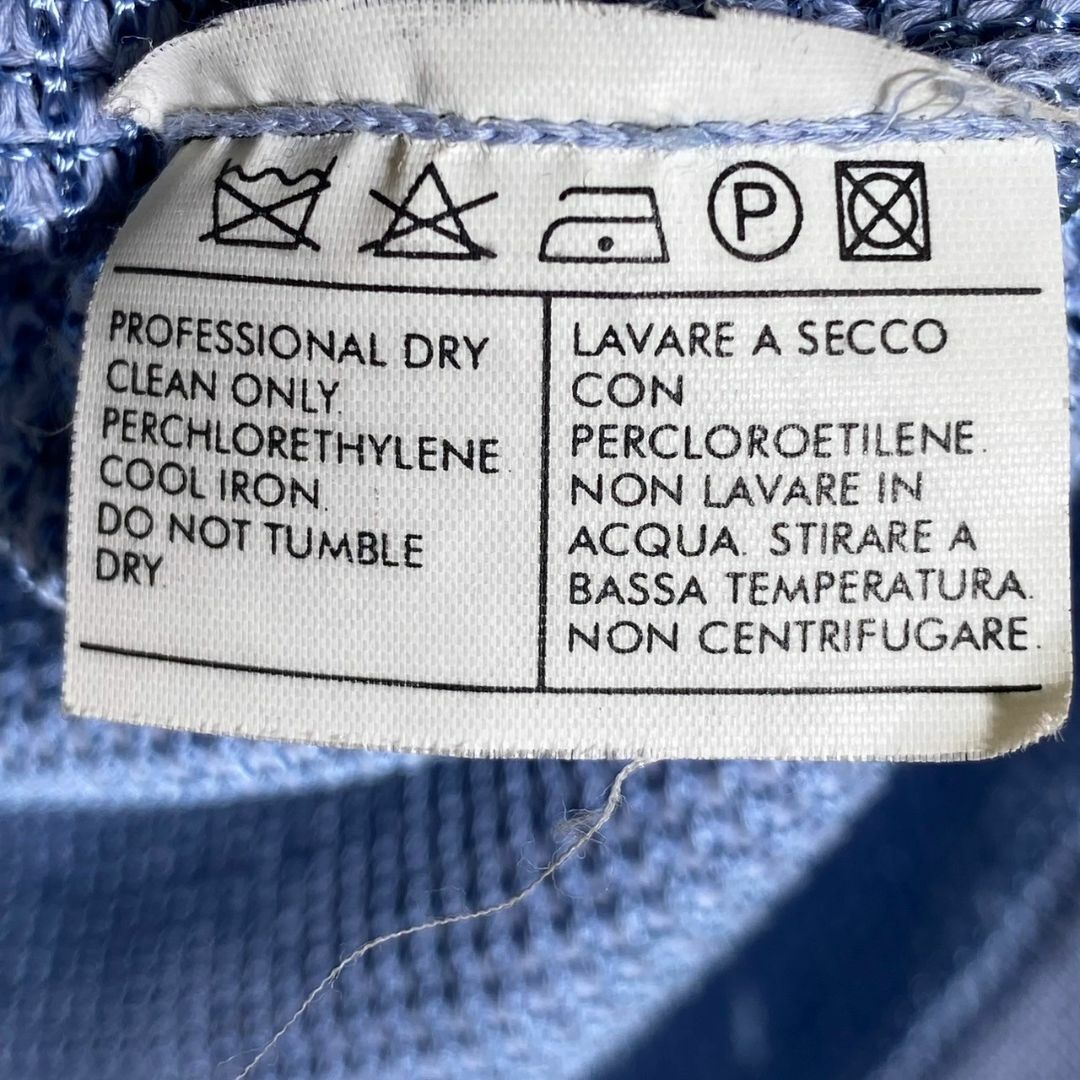 P
PROFESSIONAL DRY
CLEAN ONLY.
PERCHLORETHYLENE.
COOL IRON.
DO NOT TUMBLE
DRY
LAVARE A SECCO
CON
PERCLOROETILENE.
NON LAVARE IN
ACQUA. STIRARE A
BASSA TEMPERATURA.
NON CENTRIFUGARE.